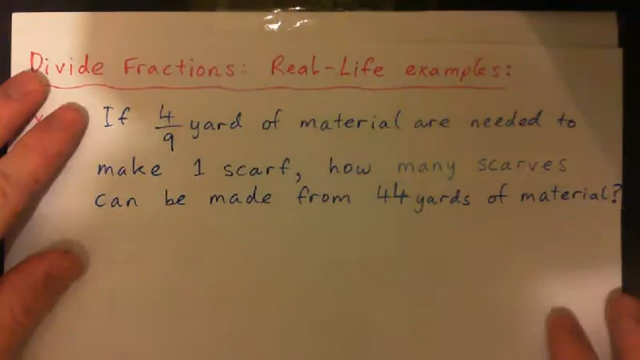 Divide Fractions: Real-Life examples:
If 4/9 yard of material are needed to
make 1 scarf, how many scarves
can be made from 44 yards of material?